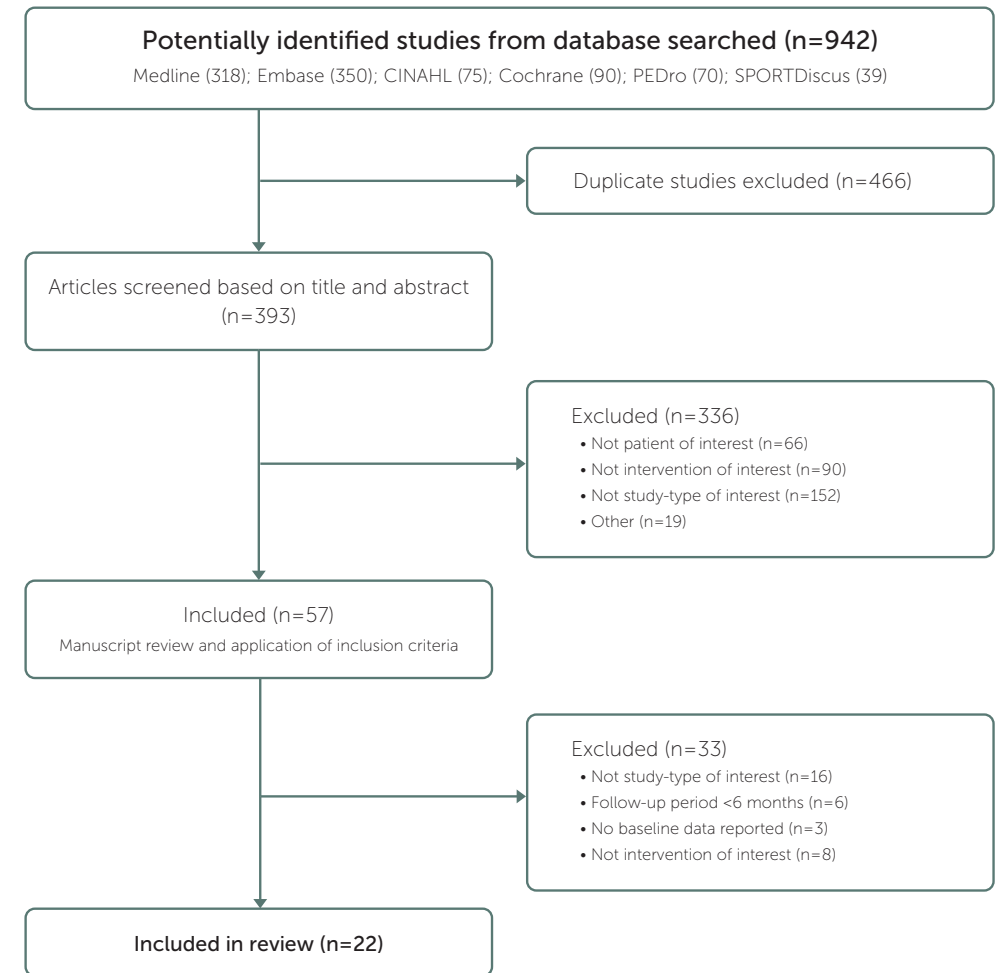 Potentially identified studies from database searched (n=942)
Medline (318); Embase (350); CINAHL (75); Cochrane (90); PEDro (70); SPORTDiscus (39)
Duplicate studies excluded (n=466)
Articles screened based on title and abstract
(n=393)
Excluded (n=336)
• Not patient of interest (n=66)
• Not intervention of interest (n=90)
• Not study-type of interest (n=152)
• Other (n=19)
Included (n=57)
Manuscript review and application of inclusion criteria
Excluded (n=33)
• Not study-type of interest (n=16)
• Follow-up period <6 months (n=6)
• No baseline data reported (n=3)
• Not intervention of interest (n=8)
Included in review (n=22)